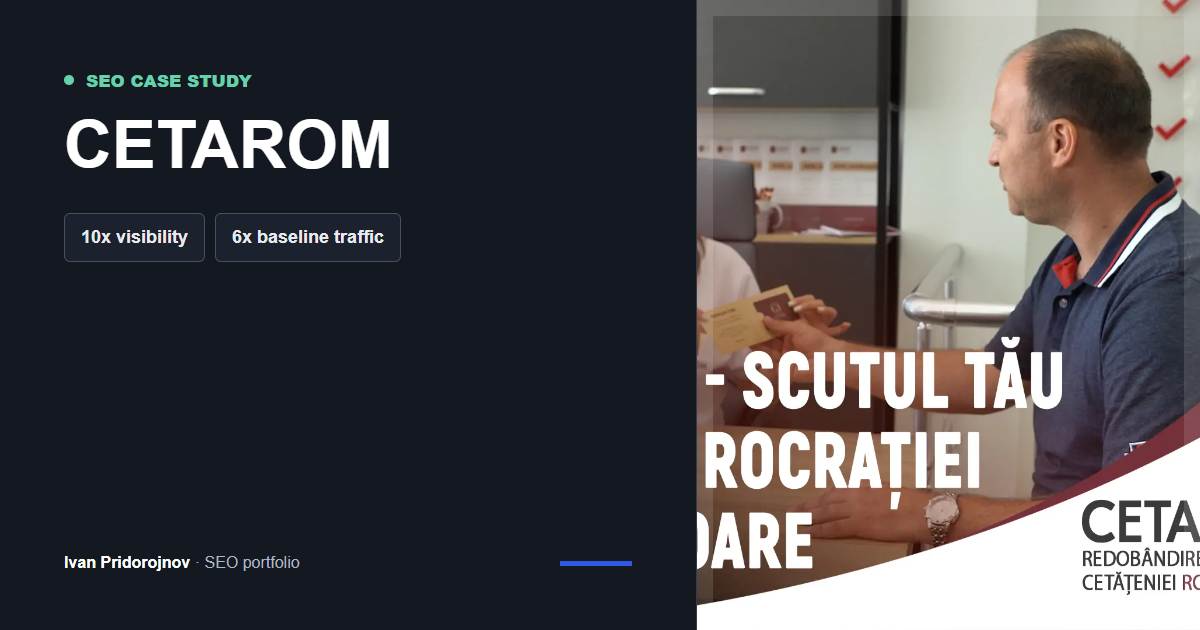 SEO CASE STUDY
CETAROM
10x visibility
6x baseline traffic
Ivan Pridorojnov · SEO portfolio
- SCUTUL TĂU
ROCRAȚIEI
OARE
CETA
REDOBÂNDIRE
CETĂȚENIEI RO